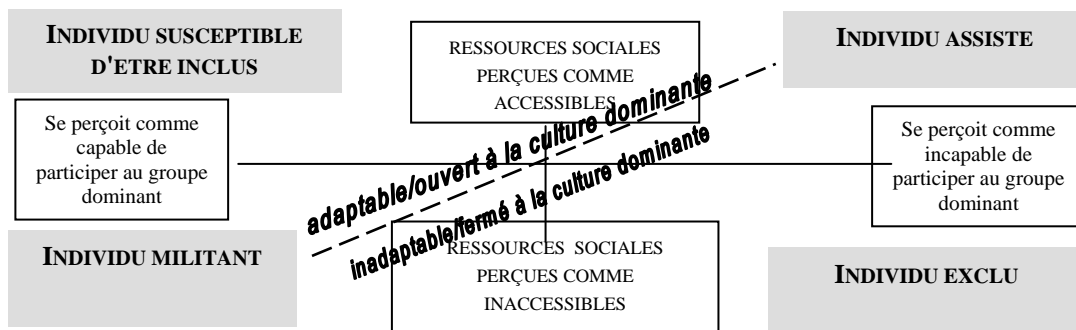 INDIVIDU SUSCEPTIBLE
D'ETRE INCLUS
RESSOURCES SOCIALES
PERÇUES COMME
ACCESSIBLES
INDIVIDU ASSISTE
Se perçoit comme
capable de
participer au groupe
dominant
adaptable/ouvert à la culture dominante
inadaptable/fermé à la culture dominante
Se perçoit comme
incapable de
participer au groupe
dominant
INDIVIDU MILITANT
RESSOURCES SOCIALES
PERÇUES COMME
INACCESSIBLES
INDIVIDU EXCLU